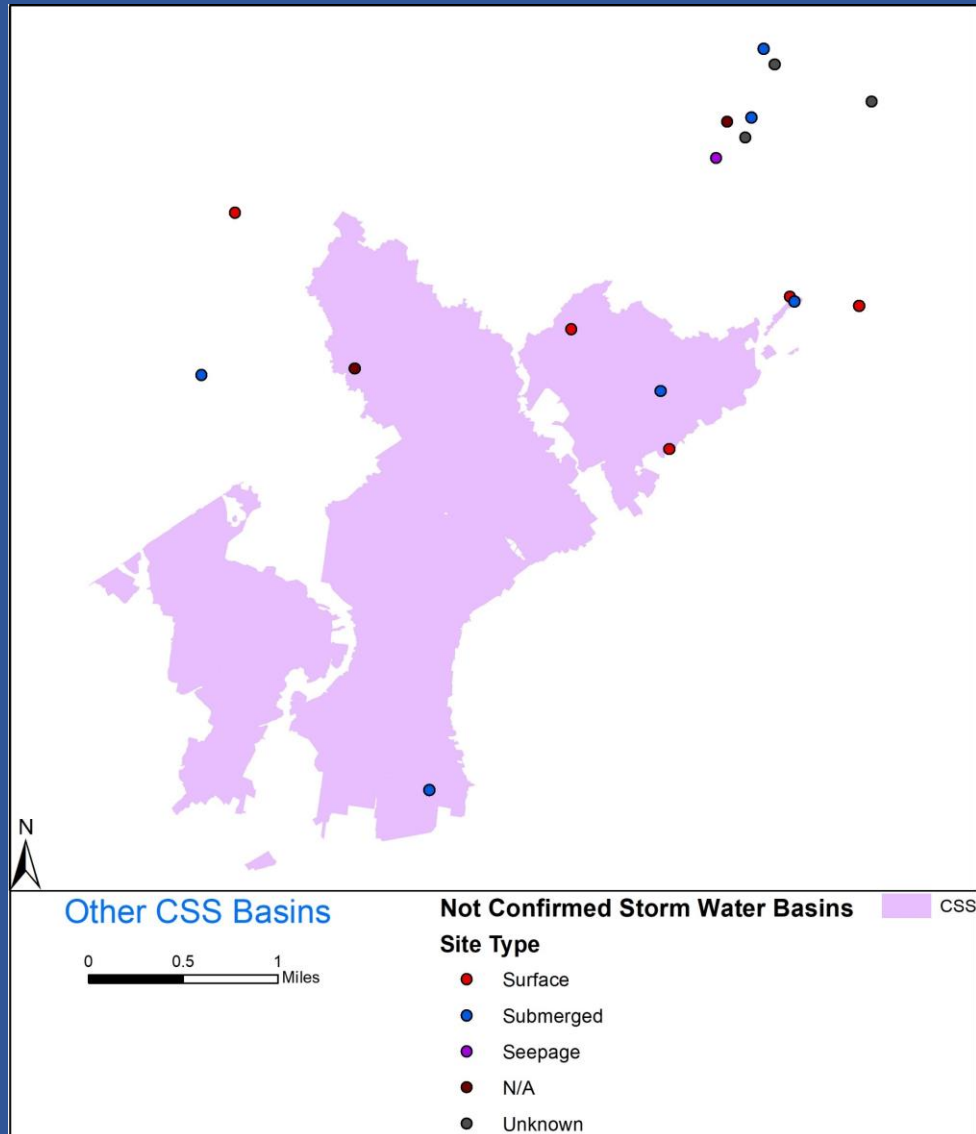 N
Other CSS Basins
0 0.5 1
Miles
Not Confirmed Storm Water Basins
CSS
Site Type
Surface
Submerged
Seepage
N/A
Unknown